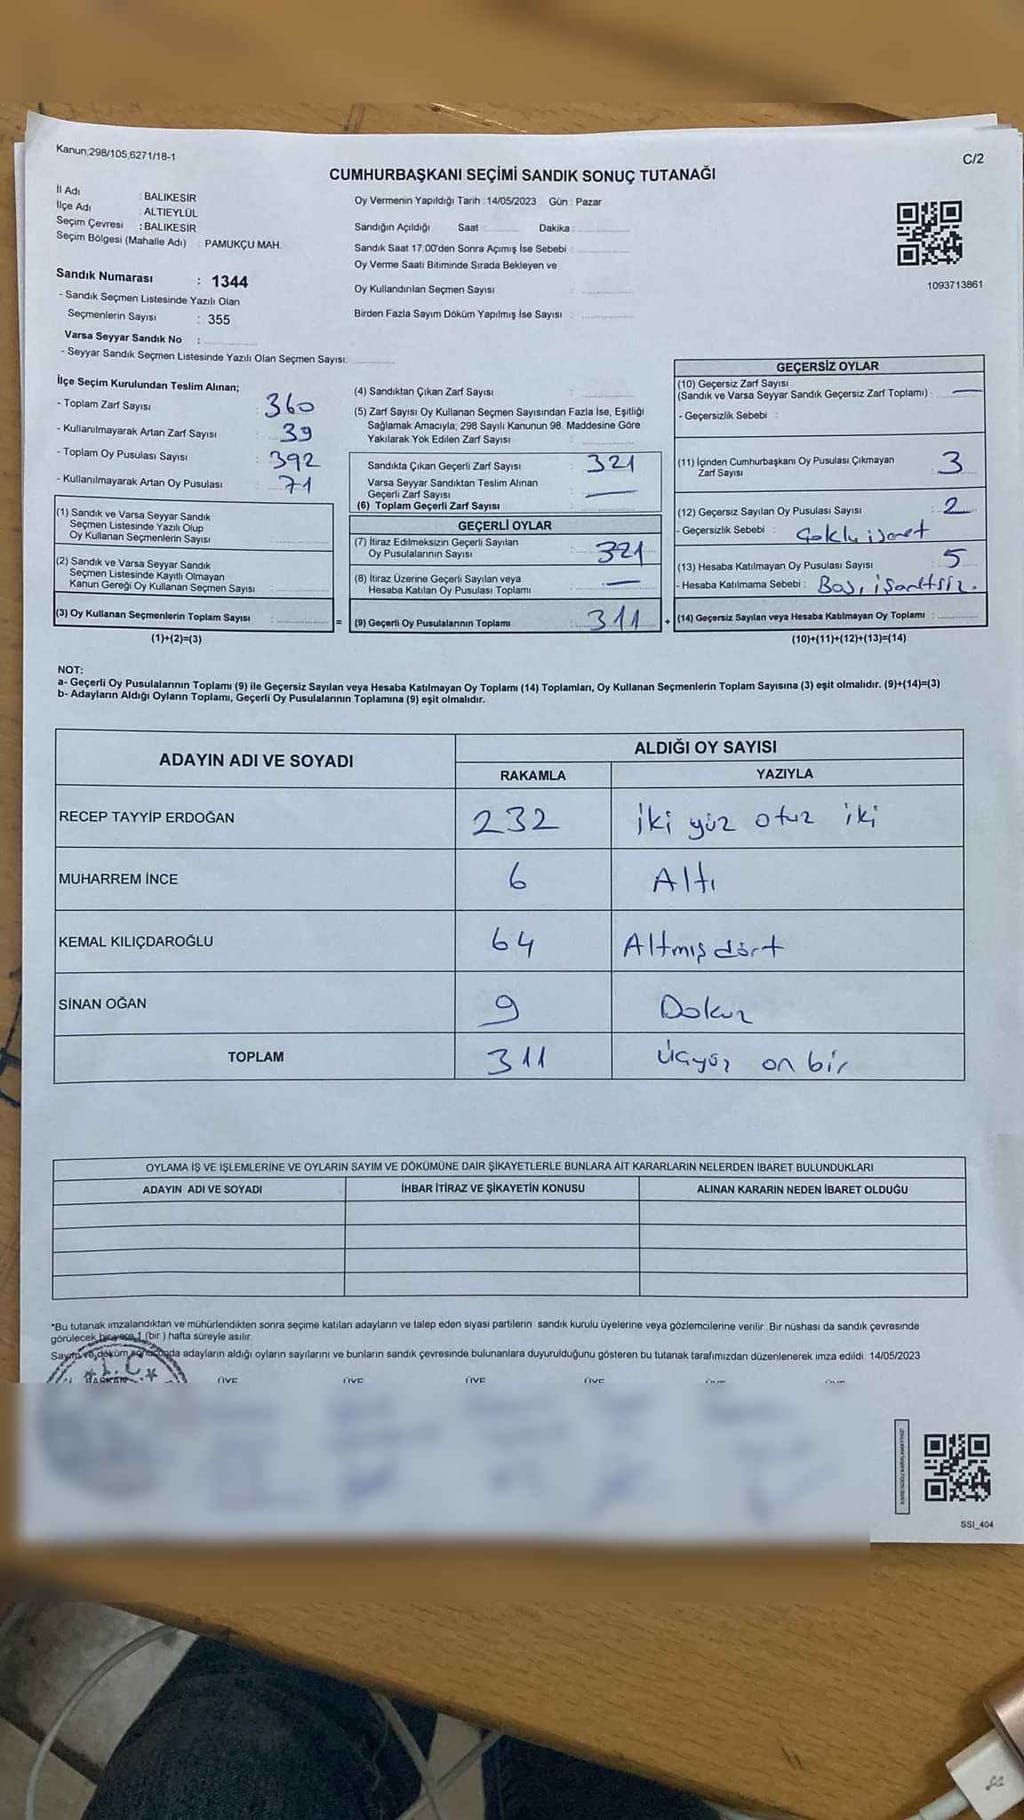 Kanun;298/105,6271/18-1
C/2
CUMHURBAŞKANI SEÇİMİ SANDIK SONUÇ TUTANAĞI
İl Adı : BALIKESİR
İlçe Adı : ALTIEYLÜL
Seçim Çevresi : BALIKESİR
Seçim Bölgesi (Mahalle Adı) : PAMUKÇU MAH.
Sandık Numarası : 1344
- Sandık Seçmen Listesinde Yazılı Olan
Seçmenlerin Sayısı : 355
Varsa Seyyar Sandık No :
- Seyyar Sandık Seçmen Listesinde Yazılı Olan Seçmen Sayısı:
Oy Vermenin Yapıldığı Tarih : 14/05/2023 Gün : Pazar
Sandığın Açıldığı Saat : Dakika :
Sandık Saat 17:00'den Sonra Açımış İse Sebebi :
Oy Verme Saati Bitiminde Sırada Bekleyen ve
Oy Kullandırılan Seçmen Sayısı :
Birden Fazla Sayım Döküm Yapılmış İse Sayısı :
1093713861
İlçe Seçim Kurulundan Teslim Alınan;
- Toplam Zarf Sayısı : 360
- Kullanılmayarak Artan Zarf Sayısı : 39
- Toplam Oy Pusulası Sayısı : 392
- Kullanılmayarak Artan Oy Pusulası : 71
(1) Sandık ve Varsa Seyyar Sandık
Seçmen Listesinde Yazılı Olup
Oy Kullanan Seçmenlerin Sayısı :
(2) Sandık ve Varsa Seyyar Sandık
Seçmen Listesinde Kayıtlı Olmayan
Kanun Gereği Oy Kullanan Seçmen Sayısı :
(3) Oy Kullanan Seçmenlerin Toplam Sayısı :
(1)+(2)=(3)
=
(4) Sandıktan Çıkan Zarf Sayısı :
(5) Zarf Sayısı Oy Kullanan Seçmen Sayısından Fazla İse, Eşitliği
Sağlamak Amacıyla; 298 Sayılı Kanunun 98. Maddesine Göre
Yakılarak Yok Edilen Zarf Sayısı :
Sandıkta Çıkan Geçerli Zarf Sayısı : 321
Varsa Seyyar Sandıktan Teslim Alınan
Geçerli Zarf Sayısı : —
(6) Toplam Geçerli Zarf Sayısı
GEÇERLİ OYLAR
(7) İtiraz Edilmeksizin Geçerli Sayılan
Oy Pusulalarının Sayısı : 321
(8) İtiraz Üzerine Geçerli Sayılan veya
Hesaba Katılan Oy Pusulası Toplamı : —
(9) Geçerli Oy Pusulalarının Toplamı : 311
+
GEÇERSİZ OYLAR
(10) Geçersiz Zarf Sayısı
(Sandık ve Varsa Seyyar Sandık Geçersiz Zarf Toplamı) : —
- Geçersizlik Sebebi :
(11) İçinden Cumhurbaşkanı Oy Pusulası Çıkmayan
Zarf Sayısı : 3
(12) Geçersiz Sayılan Oy Pusulası Sayısı : 2
- Geçersizlik Sebebi : Çoklu işaret
(13) Hesaba Katılmayan Oy Pusulası Sayısı : 5
- Hesaba Katılmama Sebebi : Boş, işaretsiz.
(14) Geçersiz Sayılan veya Hesaba Katılmayan Oy Toplamı :
(10)+(11)+(12)+(13)=(14)
NOT:
a- Geçerli Oy Pusulalarının Toplamı (9) ile Geçersiz Sayılan veya Hesaba Katılmayan Oy Toplamı (14) Toplamları, Oy Kullanan Seçmenlerin Toplam Sayısına (3) eşit olmalıdır. (9)+(14)=(3)
b- Adayların Aldığı Oyların Toplamı, Geçerli Oy Pusulalarının Toplamına (9) eşit olmalıdır.
ADAYIN ADI VE SOYADI ALDIĞI OY SAYISI
RAKAMLA YAZIYLA
RECEP TAYYİP ERDOĞAN 232 İki yüz otuz iki
MUHARREM İNCE 6 Altı
KEMAL KILIÇDAROĞLU 64 Altmış dört
SİNAN OĞAN 9 Dokuz
TOPLAM 311 Üçyüz on bir
OYLAMA İŞ VE İŞLEMLERİNE VE OYLARIN SAYIM VE DÖKÜMÜNE DAİR ŞİKAYETLERLE BUNLARA AİT KARARLARIN NELERDEN İBARET BULUNDUKLARI
ADAYIN ADI VE SOYADI İHBAR İTİRAZ VE ŞİKAYETİN KONUSU ALINAN KARARIN NEDEN İBARET OLDUĞU
*Bu tutanak imzalandıktan ve mühürlendikten sonra seçime katılan adayların ve talep eden siyasi partilerin sandık kurulu üyelerine veya gözlemcilerine verilir. Bir nüshası da sandık çevresinde
görülecek bir yere 1 (bir) hafta süreyle asılır.
Sayım ve döküm sonucunda adayların aldığı oyların sayılarını ve bunların sandık çevresinde bulunanlara duyurulduğunu gösteren bu tutanak tarafımızdan düzenlenerek imza edildi. 14/05/2023
T.C.
BAŞKAN ÜYE ÜYE ÜYE ÜYE
SSI_404